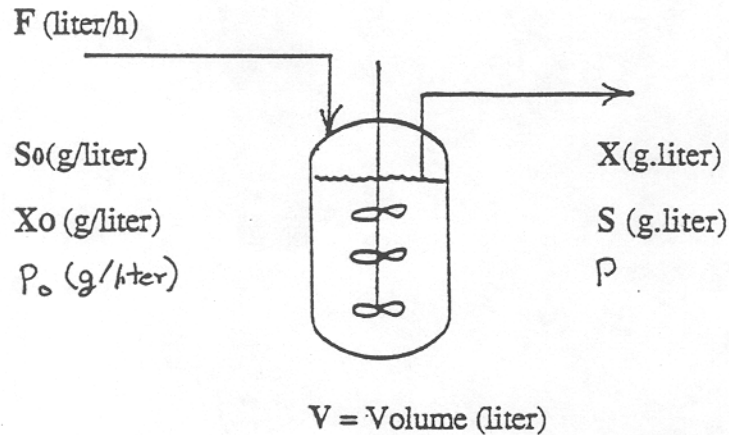 F (liter/h)
So(g/liter)
X(g.liter)
Xo (g/liter)
S (g.liter)
Po (g/liter)
P
V = Volume (liter)